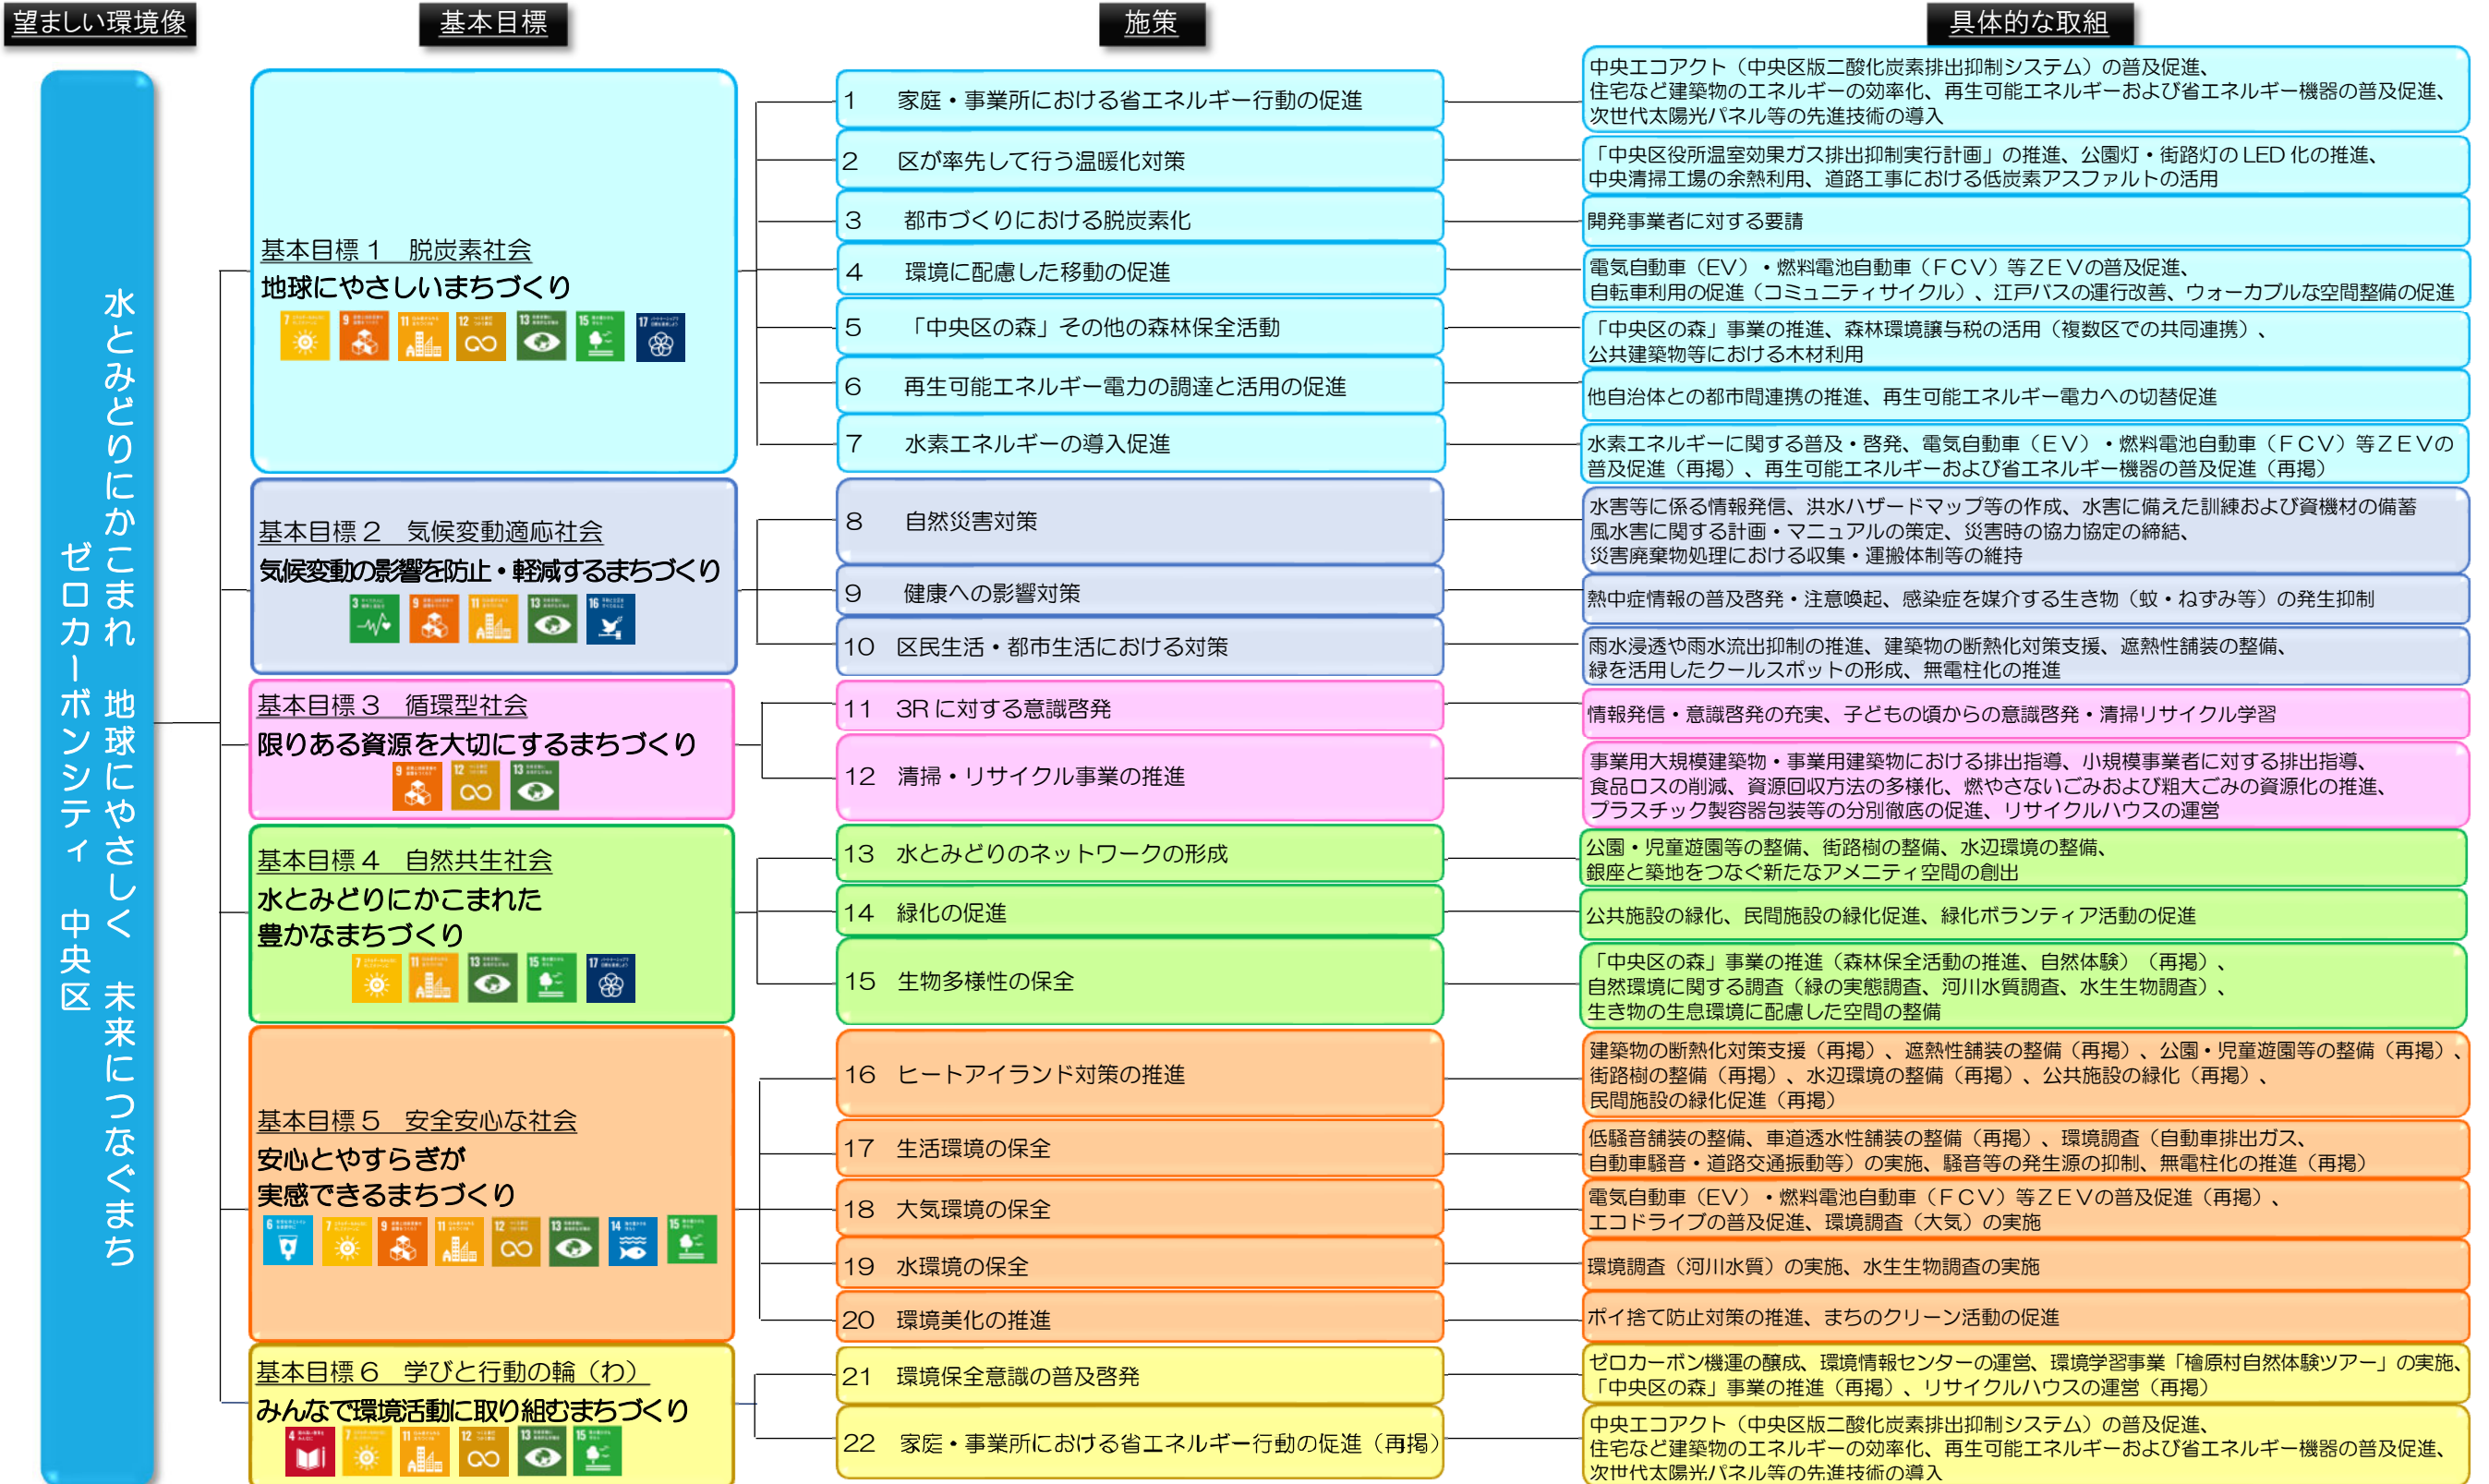 望ましい環境像
基本目標
施策
具体的な取組
水とみどりにかこまれ 地球にやさしく 未来につなぐまち
ゼロカーボンシティ 中央区
基本目標1 脱炭素社会
地球にやさしいまちづくり
7
9
11
12
13
15
17
1 家庭・事業所における省エネルギー行動の促進
中央エコアクト（中央区版二酸化炭素排出抑制システム）の普及促進、
住宅など建築物のエネルギーの効率化、再生可能エネルギーおよび省エネルギー機器の普及促進、
次世代太陽光パネル等の先進技術の導入
2 区が率先して行う温暖化対策
「中央区役所温室効果ガス排出抑制実行計画」の推進、公園灯・街路灯のLED化の推進、
中央清掃工場の余熱利用、道路工事における低炭素アスファルトの活用
3 都市づくりにおける脱炭素化
開発事業者に対する要請
4 環境に配慮した移動の促進
電気自動車（EV）・燃料電池自動車（FCV）等ZEVの普及促進、
自転車利用の促進（コミュニティサイクル）、江戸バスの運行改善、ウォーカブルな空間整備の促進
5 「中央区の森」その他の森林保全活動
「中央区の森」事業の推進、森林環境譲与税の活用（複数区での共同連携）、
公共建築物等における木材利用
6 再生可能エネルギー電力の調達と活用の促進
他自治体との都市間連携の推進、再生可能エネルギー電力への切替促進
7 水素エネルギーの導入促進
水素エネルギーに関する普及・啓発、電気自動車（EV）・燃料電池自動車（FCV）等ZEVの
普及促進（再掲）、再生可能エネルギーおよび省エネルギー機器の普及促進（再掲）
基本目標2 気候変動適応社会
気候変動の影響を防止・軽減するまちづくり
3
9
11
13
16
8 自然災害対策
水害等に係る情報発信、洪水ハザードマップ等の作成、水害に備えた訓練および資機材の備蓄
風水害に関する計画・マニュアルの策定、災害時の協力協定の締結、
災害廃棄物処理における収集・運搬体制等の維持
9 健康への影響対策
熱中症情報の普及啓発・注意喚起、感染症を媒介する生き物（蚊・ねずみ等）の発生抑制
10 区民生活・都市生活における対策
雨水浸透や雨水流出抑制の推進、建築物の断熱化対策支援、遮熱性舗装の整備、
緑を活用したクールスポットの形成、無電柱化の推進
基本目標3 循環型社会
限りある資源を大切にするまちづくり
9
12
13
11 3Rに対する意識啓発
情報発信・意識啓発の充実、子どもの頃からの意識啓発・清掃リサイクル学習
12 清掃・リサイクル事業の推進
事業用大規模建築物・事業用建築物における排出指導、小規模事業者に対する排出指導、
食品ロスの削減、資源回収方法の多様化、燃やさないごみおよび粗大ごみの資源化の推進、
プラスチック製容器包装等の分別徹底の促進、リサイクルハウスの運営
基本目標4 自然共生社会
水とみどりにかこまれた
豊かなまちづくり
7
11
13
15
17
13 水とみどりのネットワークの形成
公園・児童遊園等の整備、街路樹の整備、水辺環境の整備、
銀座と築地をつなぐ新たなアメニティ空間の創出
14 緑化の促進
公共施設の緑化、民間施設の緑化促進、緑化ボランティア活動の促進
15 生物多様性の保全
「中央区の森」事業の推進（森林保全活動の推進、自然体験）（再掲）、
自然環境に関する調査（緑の実態調査、河川水質調査、水生生物調査）、
生き物の生息環境に配慮した空間の整備
基本目標5 安全安心な社会
安心とやすらぎが
実感できるまちづくり
6
7
9
11
12
13
14
15
16 ヒートアイランド対策の推進
建築物の断熱化対策支援（再掲）、遮熱性舗装の整備（再掲）、公園・児童遊園等の整備（再掲）、
街路樹の整備（再掲）、水辺環境の整備（再掲）、公共施設の緑化（再掲）、
民間施設の緑化促進（再掲）
17 生活環境の保全
低騒音舗装の整備、車道透水性舗装の整備（再掲）、環境調査（自動車排出ガス、
自動車騒音・道路交通振動等）の実施、騒音等の発生源の抑制、無電柱化の推進（再掲）
18 大気環境の保全
電気自動車（EV）・燃料電池自動車（FCV）等ZEVの普及促進（再掲）、
エコドライブの普及促進、環境調査（大気）の実施
19 水環境の保全
環境調査（河川水質）の実施、水生生物調査の実施
20 環境美化の推進
ポイ捨て防止対策の推進、まちのクリーン活動の促進
基本目標6 学びと行動の輪（わ）
みんなで環境活動に取り組むまちづくり
4
7
11
12
13
15
21 環境保全意識の普及啓発
ゼロカーボン機運の醸成、環境情報センターの運営、環境学習事業「檜原村自然体験ツアー」の実施、
「中央区の森」事業の推進（再掲）、リサイクルハウスの運営（再掲）
22 家庭・事業所における省エネルギー行動の促進（再掲）
中央エコアクト（中央区版二酸化炭素排出抑制システム）の普及促進、
住宅など建築物のエネルギーの効率化、再生可能エネルギーおよび省エネルギー機器の普及促進、
次世代太陽光パネル等の先進技術の導入